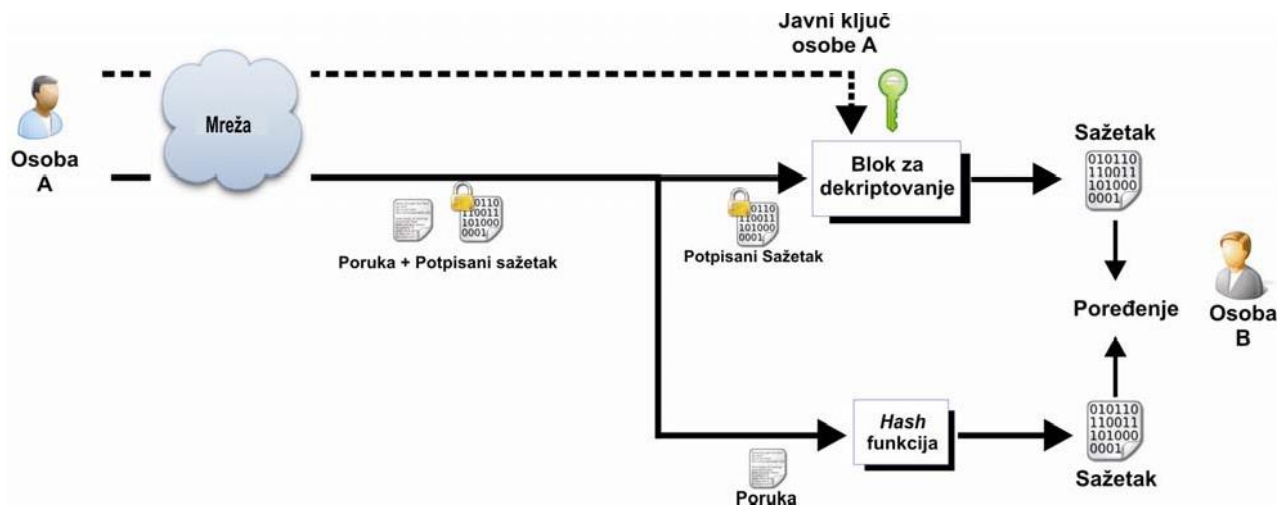 Javni ključ
osobe A
Mreža
Osoba
A
Blok za
dekriptovanje
Sažetak
010110
110011
101000
0001
0110
110011
101000
0001
Poruka + Potpisani sažetak
0110
110011
101000
0001
Potpisani Sažetak
Poređenje
Osoba
B
Hash
funkcija
010110
110011
101000
0001
Sažetak
Poruka